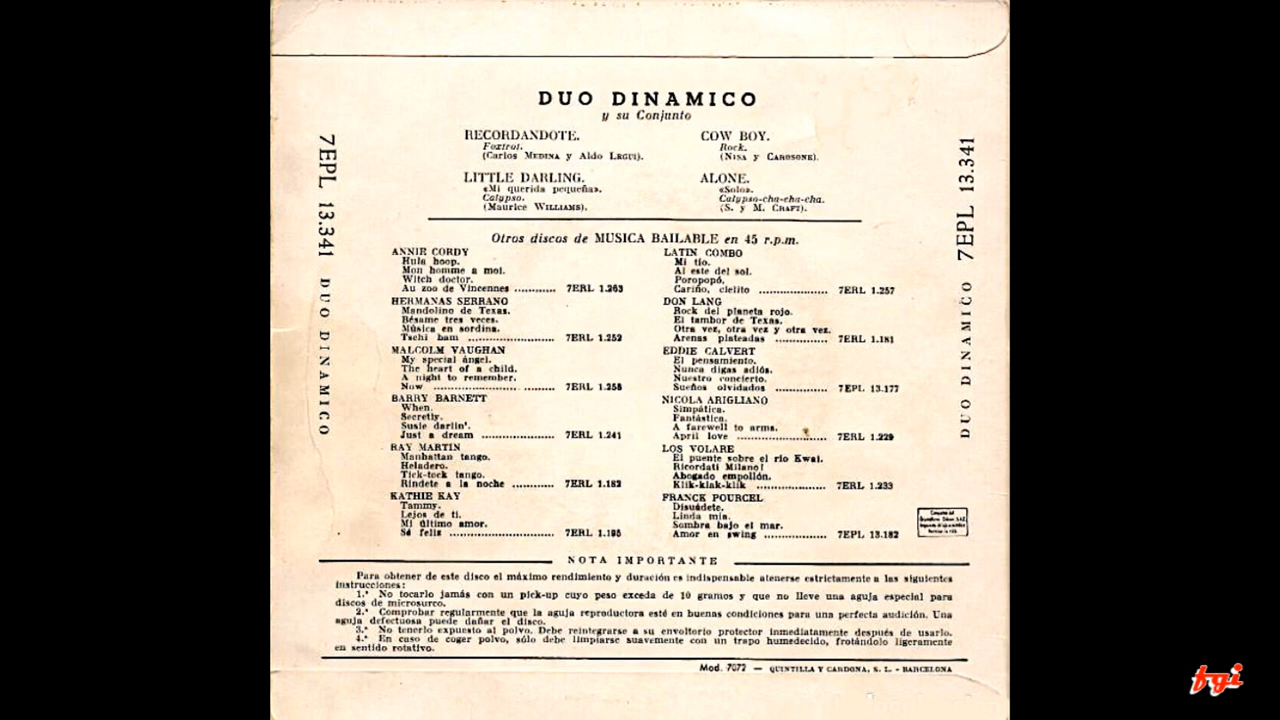 DUO DINAMICO
y su Conjunto
RECORDANDOTE.
Foxtrot.
(Carlos MEDINA y Aldo LEGUI).
LITTLE DARLING.
«Mi querida pequeña».
Calypso.
(Maurice WILLIAMS).
COW BOY.
Rock.
(NISA y CAROSONE).
ALONE.
«Solo».
Calypso-cha-cha-cha.
(S. y M. CRAFT).
7EPL 13.341 DUO DINAMICO
7EPL 13.341 DUO DINAMICO
Otros discos de MUSICA BAILABLE en 45 r.p.m.
ANNIE CORDY
Hula hoop.
Mon homme a moi.
Witch doctor.
Au zoo de Vincennes ............ 7ERL 1.263
HERMANAS SERRANO
Mandolino de Texas.
Bésame tres veces.
Música en sordina.
Tschi bam ......................... 7ERL 1.252
MALCOLM VAUGHAN
My special ángel.
The heart of a child.
A night to remember.
Now ................................ 7ERL 1.258
BARRY BARNETT
When.
Secretly.
Susie darlin'.
Just a dream ..................... 7ERL 1.241
RAY MARTIN
Manhattan tango.
Heladero.
Tick-tock tango.
Ríndete a la noche ............ 7ERL 1.182
KATHIE KAY
Tammy.
Lejos de ti.
Mi último amor.
Sé feliz ............................ 7ERL 1.195
LATIN COMBO
Mi tío.
Al este del sol.
Poropopó.
Cariño, cielito .................... 7ERL 1.257
DON LANG
Rock del planeta rojo.
El tambor de Texas.
Otra vez, otra vez y otra vez.
Arenas plateadas ............... 7ERL 1.181
EDDIE CALVERT
El pensamiento.
Nunca digas adiós.
Nuestro concierto.
Sueños olvidados ............... 7EPL 13.177
NICOLA ARIGLIANO
Simpática.
Fantástica.
A farewell to arms.
April love ......................... 7ERL 1.229
LOS VOLARE
El puente sobre el río Kwai.
Ricordati Milano!
Abogado empollón.
Klik-klak-klik .................... 7ERL 1.233
FRANCK POURCEL
Disuádete.
Linda mía.
Sombra bajo el mar.
Amor en swing .................. 7EPL 13.182
NOTA IMPORTANTE
Para obtener de este disco el máximo rendimiento y duración es indispensable atenerse estrictamente a las siguientes
instrucciones:
1.ª No tocarlo jamás con un pick-up cuyo peso exceda de 10 gramos y que no lleve una aguja especial para
discos de microsurco.
2.ª Comprobar regularmente que la aguja reproductora esté en buenas condiciones para una perfecta audición. Una
aguja defectuosa puede dañar el disco.
3.ª No tenerlo expuesto al polvo. Debe reintegrarse a su envoltorio protector inmediatamente después de usarlo.
4.ª En caso de coger polvo, sólo debe limpiarse suavemente con un trapo humedecido, frotándolo ligeramente
en sentido rotativo.
Mod. 7072 — QUINTILLA Y CARDONA, S. L. - BARCELONA
fgi